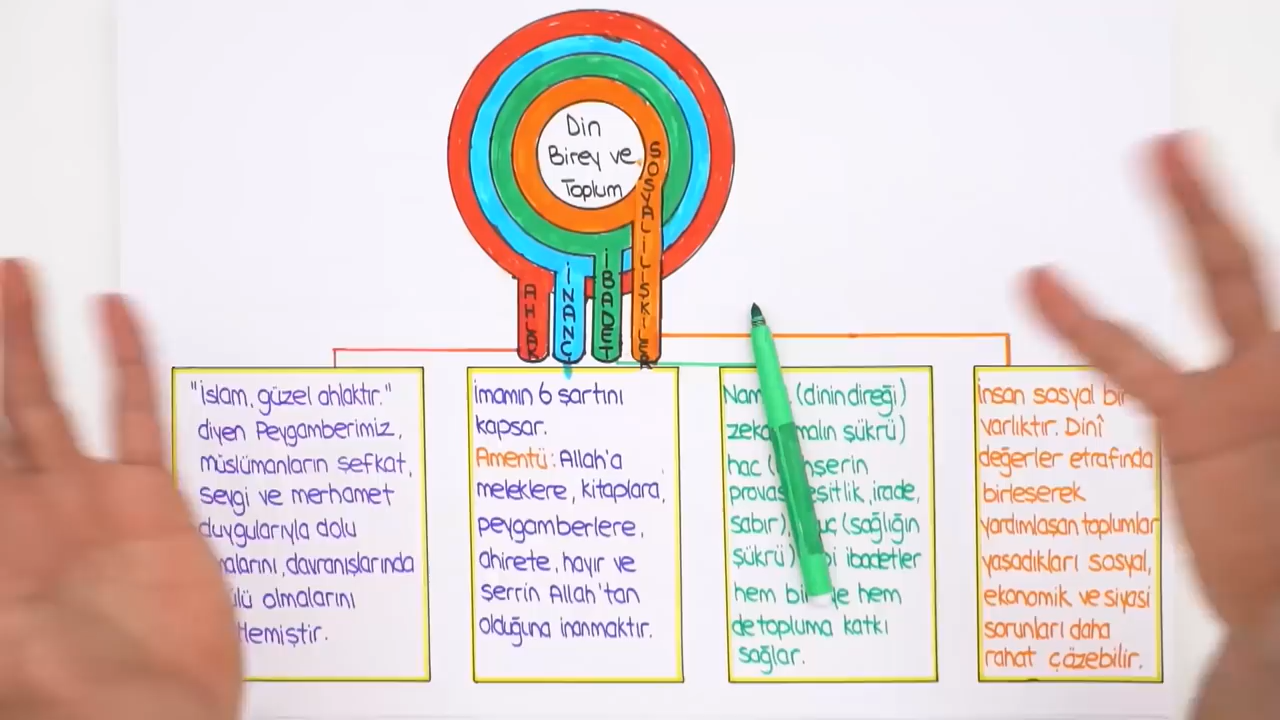 Din
Birey ve
Toplum
AHLAK
İNANÇ
İBADET
SOSYAL İLİŞKİLER
"İslam, güzel ahlaktır."
diyen Peygamberimiz,
müslümanların şefkat,
sevgi ve merhamet
duygularıyla dolu
davranışlarında
olmalarını
İmamın 6 şartını
kapsar.
Amentü: Allah'a
meleklere, kitaplara,
peygamberlere,
ahirete, hayır ve
şerrin Allah'tan
olduğuna inanmaktır.
(dinin direği)
malın şükrü)
hac
eşitlik, irade,
sabır), (sağlığın
şükrü) ibadetler
hem hem
de topluma katkı
sağlar.
İnsan sosyal bir
varlıktır. Dinî
değerler etrafında
birleşerek
yardımlaşan toplumlar
yaşadıkları sosyal,
ekonomik ve siyasi
sorunları daha
rahat çözebilir.